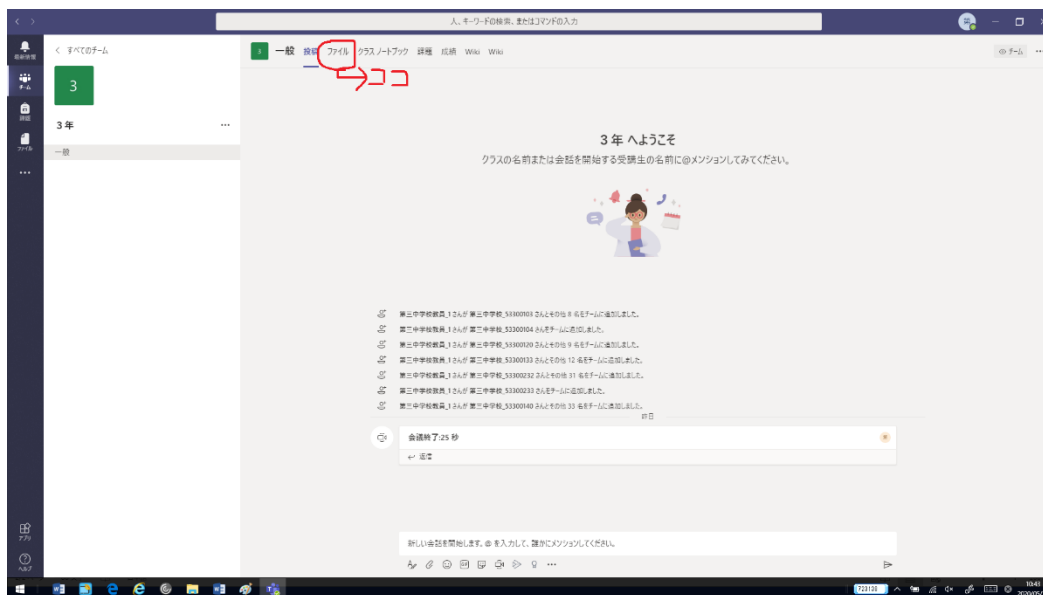 人、キーワードの検索、またはコマンドの入力
最新情報
チーム
課題
ファイル
アプリ
ヘルプ
< すべてのチーム
3
3 年
一般
3 一般 投稿 ファイル クラス ノートブック 課題 成績 Wiki Wiki
チーム
ココ
3 年 へようこそ
クラスの名前または会話を開始する受講生の名前に@メンションしてみてください。
第三中学校教員_1 さんが 第三中学校_53300103 さんとその他 8 名をチームに追加しました。
第三中学校教員_1 さんが 第三中学校_53300104 さんをチームに追加しました。
第三中学校教員_1 さんが 第三中学校_53300120 さんとその他 9 名をチームに追加しました。
第三中学校教員_1 さんが 第三中学校_53300133 さんとその他 12 名をチームに追加しました。
第三中学校教員_1 さんが 第三中学校_53300232 さんとその他 31 名をチームに追加しました。
第三中学校教員_1 さんが 第三中学校_53300233 さんをチームに追加しました。
第三中学校教員_1 さんが 第三中学校_53300140 さんとその他 33 名をチームに追加しました。
昨日
会議終了:25 秒
返信
新しい会話を開始します。@ を入力して、誰かにメンションしてください。
10:43